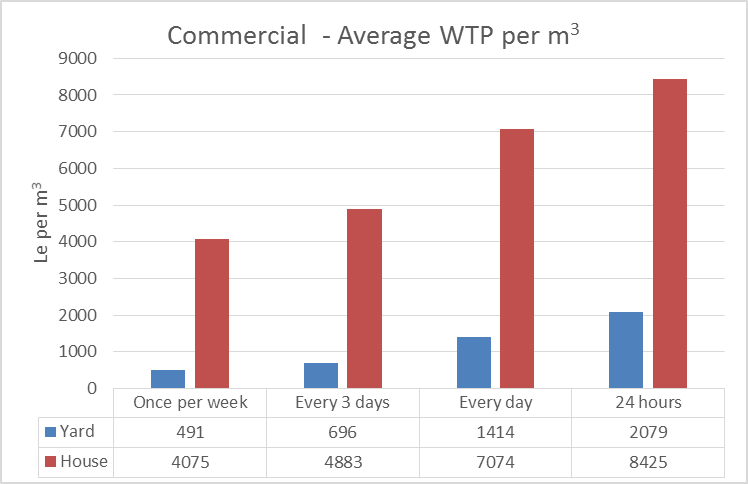 Commercial - Average WTP per m³
9000
8000
7000
6000
5000
4000
3000
2000
1000
0
Le per m³
Once per week Every 3 days Every day 24 hours
Yard 491 696 1414 2079
House 4075 4883 7074 8425